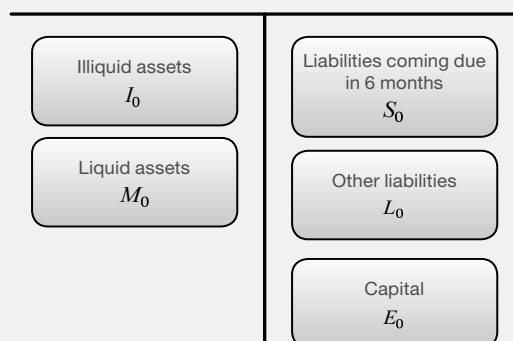 Illiquid assets
I₀
Liquid assets
M₀
Liabilities coming due
in 6 months
S₀
Other liabilities
L₀
Capital
E₀